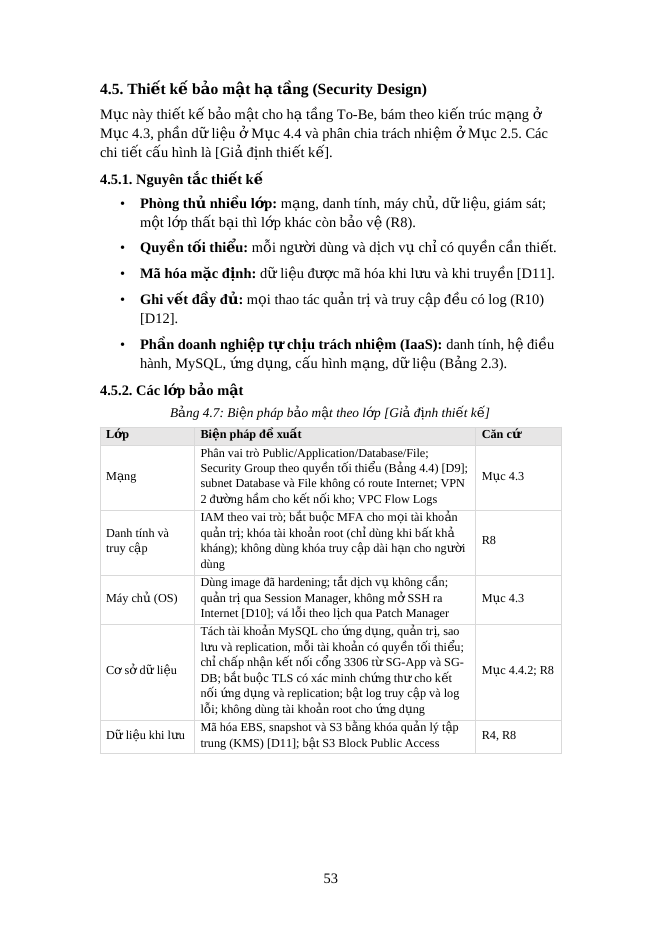 4.5. Thiết kế bảo mật hạ tầng (Security Design)
Mục này thiết kế bảo mật cho hạ tầng To-Be, bám theo kiến trúc mạng ở
Mục 4.3, phần dữ liệu ở Mục 4.4 và phân chia trách nhiệm ở Mục 2.5. Các
chi tiết cấu hình là [Giả định thiết kế].
4.5.1. Nguyên tắc thiết kế
• Phòng thủ nhiều lớp: mạng, danh tính, máy chủ, dữ liệu, giám sát;
một lớp thất bại thì lớp khác còn bảo vệ (R8).
• Quyền tối thiểu: mỗi người dùng và dịch vụ chỉ có quyền cần thiết.
• Mã hóa mặc định: dữ liệu được mã hóa khi lưu và khi truyền [D11].
• Ghi vết đầy đủ: mọi thao tác quản trị và truy cập đều có log (R10)
[D12].
• Phần doanh nghiệp tự chịu trách nhiệm (IaaS): danh tính, hệ điều
hành, MySQL, ứng dụng, cấu hình mạng, dữ liệu (Bảng 2.3).
4.5.2. Các lớp bảo mật
Bảng 4.7: Biện pháp bảo mật theo lớp [Giả định thiết kế]
Lớp Biện pháp đề xuất Căn cứ
Phân vai trò Public/Application/Database/File;
Security Group theo quyền tối thiểu (Bảng 4.4) [D9];
Mạng subnet Database và File không có route Internet; VPN Mục 4.3
2 đường hầm cho kết nối kho; VPC Flow Logs
IAM theo vai trò; bắt buộc MFA cho mọi tài khoản
Danh tính và quản trị; khóa tài khoản root (chỉ dùng khi bất khả R8
truy cập kháng); không dùng khóa truy cập dài hạn cho người
dùng
Dùng image đã hardening; tắt dịch vụ không cần;
Máy chủ (OS) quản trị qua Session Manager, không mở SSH ra Mục 4.3
Internet [D10]; vá lỗi theo lịch qua Patch Manager
Tách tài khoản MySQL cho ứng dụng, quản trị, sao
lưu và replication, mỗi tài khoản có quyền tối thiểu;
chỉ chấp nhận kết nối cổng 3306 từ SG-App và SG-
Cơ sở dữ liệu DB; bắt buộc TLS có xác minh chứng thư cho kết Mục 4.4.2; R8
nối ứng dụng và replication; bật log truy cập và log
lỗi; không dùng tài khoản root cho ứng dụng
Dữ liệu khi lưu Mã hóa EBS, snapshot và S3 bằng khóa quản lý tập R4, R8
trung (KMS) [D11]; bật S3 Block Public Access
53